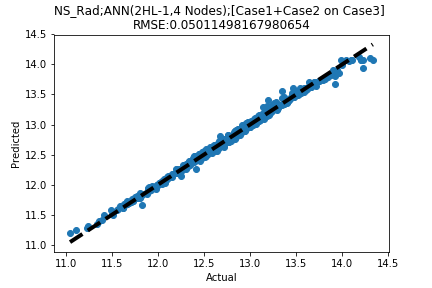 NS_Rad;ANN(2HL-1,4 Nodes);[Case1+Case2 on Case3]
RMSE:0.05011498167980654
14.5
14.0
13.5
13.0
12.5
12.0
11.5
11.0
Predicted
11.0 11.5 12.0 12.5 13.0 13.5 14.0 14.5
Actual